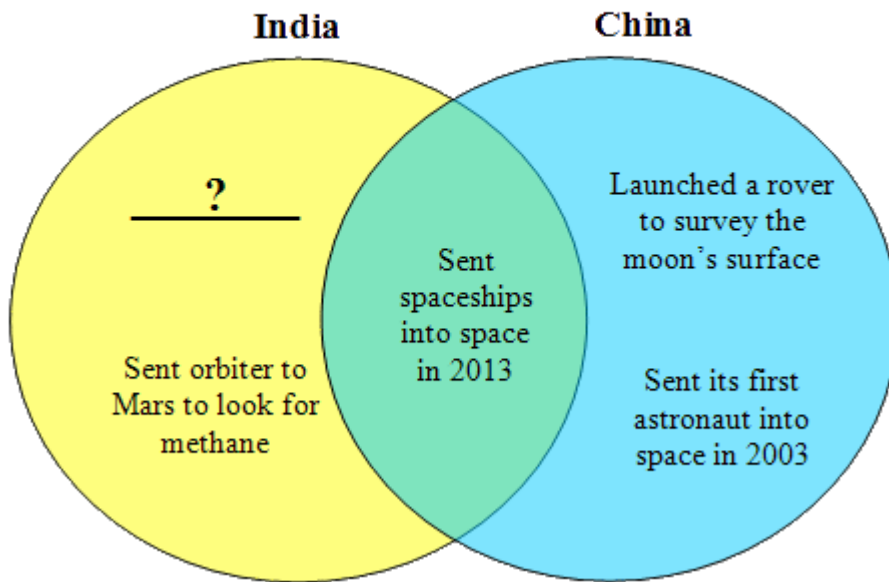 India
China
?
Sent orbiter to
Mars to look for
methane
Sent
spaceships
into space
in 2013
Launched a rover
to survey the
moon’s surface
Sent its first
astronaut into
space in 2003